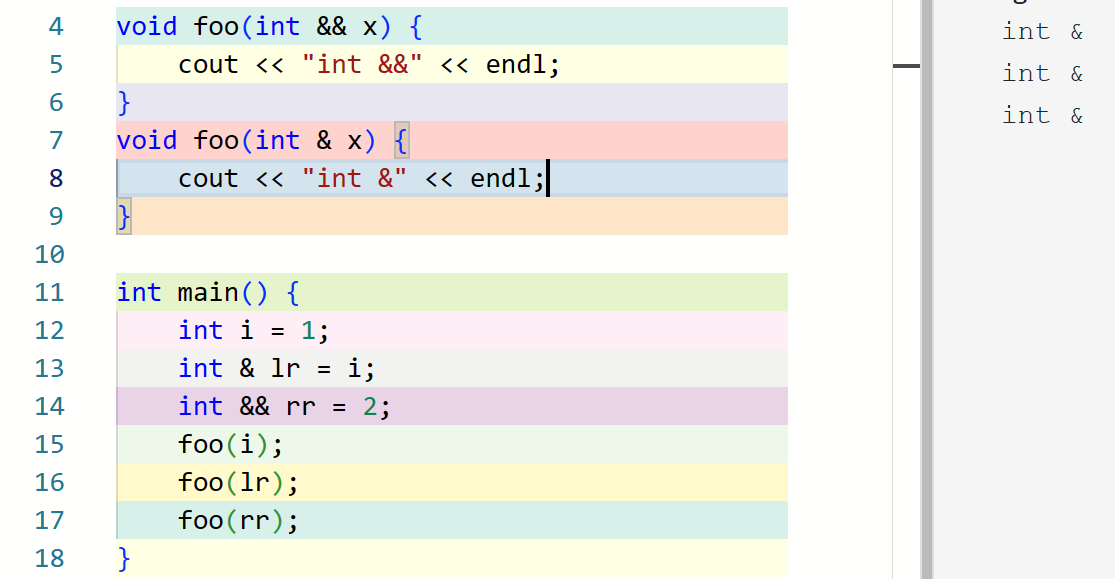 4 void foo(int && x) {
5     cout << "int &&" << endl;
6 }
7 void foo(int & x) {
8     cout << "int &" << endl;
9 }
10
11 int main() {
12     int i = 1;
13     int & lr = i;
14     int && rr = 2;
15     foo(i);
16     foo(lr);
17     foo(rr);
18 }
int &
int &
int &